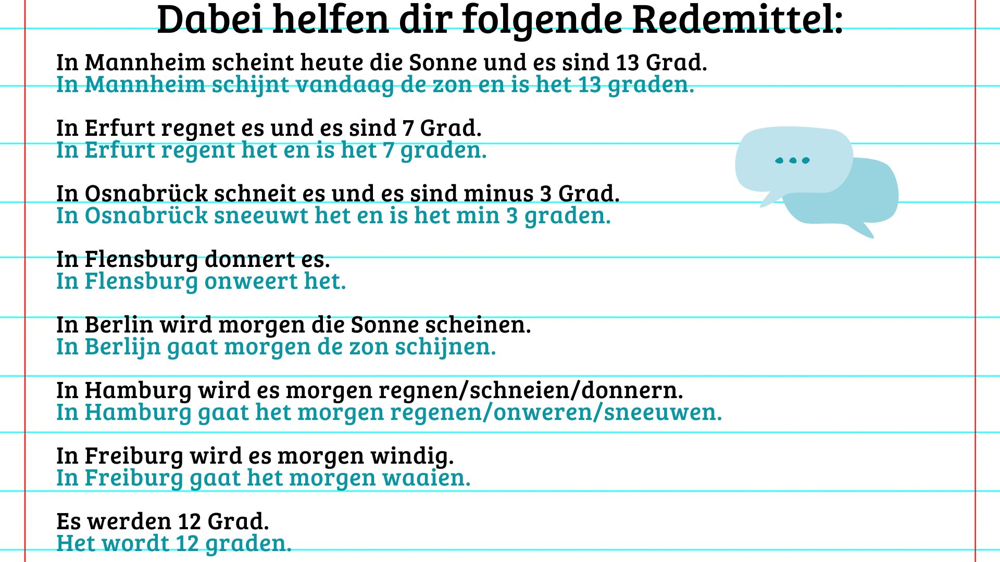 Dabei helfen dir folgende Redemittel:
In Mannheim scheint heute die Sonne und es sind 13 Grad.
In Mannheim schijnt vandaag de zon en is het 13 graden.
In Erfurt regnet es und es sind 7 Grad.
In Erfurt regent het en is het 7 graden.
In Osnabrück schneit es und es sind minus 3 Grad.
In Osnabrück sneeuwt het en is het min 3 graden.
In Flensburg donnert es.
In Flensburg onweert het.
In Berlin wird morgen die Sonne scheinen.
In Berlijn gaat morgen de zon schijnen.
In Hamburg wird es morgen regnen/schneien/donnern.
In Hamburg gaat het morgen regenen/onweren/sneeuwen.
In Freiburg wird es morgen windig.
In Freiburg gaat het morgen waaien.
Es werden 12 Grad.
Het wordt 12 graden.